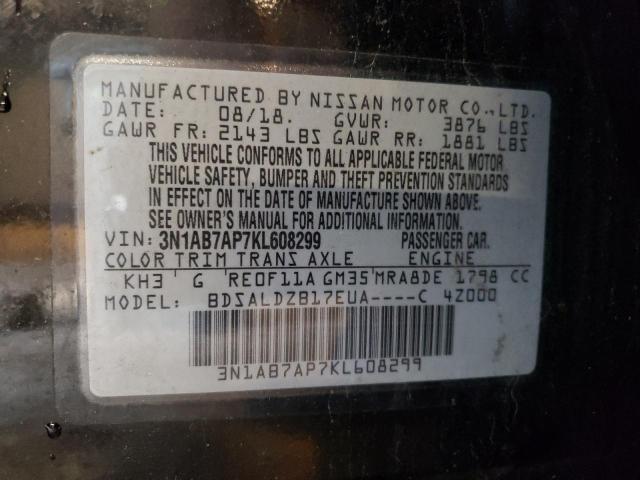 MANUFACTURED BY NISSAN MOTOR CO.,LTD.
DATE: 08/18. GVWR: 3876 LBS
GAWR FR: 2143 LBS GAWR RR: 1881 LBS
THIS VEHICLE CONFORMS TO ALL APPLICABLE FEDERAL MOTOR
VEHICLE SAFETY, BUMPER AND THEFT PREVENTION STANDARDS
IN EFFECT ON THE DATE OF MANUFACTURE SHOWN ABOVE.
SEE OWNER'S MANUAL FOR ADDITIONAL INFORMATION.
VIN: 3N1AB7AP7KL608299 PASSENGER CAR.
COLOR TRIM TRANS AXLE ENGINE
KH3 G RE0F11A GM35 MRA8DE 1798 CC
MODEL: BDSALDZB17EUA----C 4Z000
3N1AB7AP7KL608299